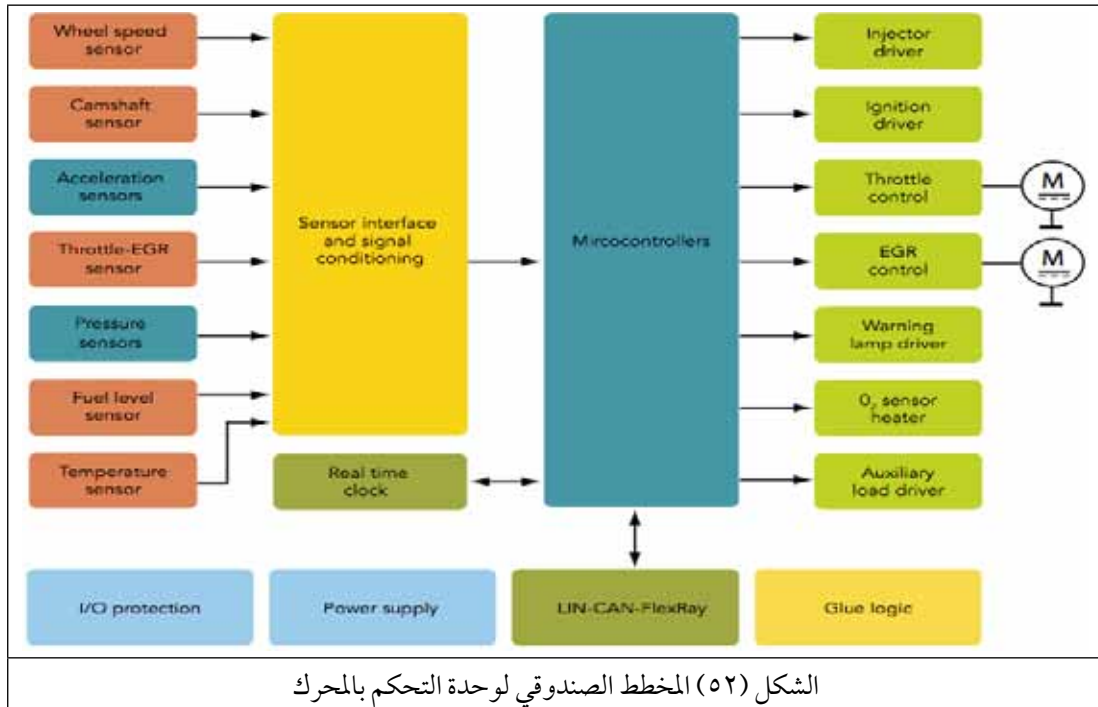 Wheel speed
sensor
Camshaft
sensor
Acceleration
sensors
Throttle-EGR
sensor
Pressure
sensors
Fuel level
sensor
Temperature
sensor
Sensor interface
and signal
conditioning
Real time
clock
Mircocontrollers
Injector
driver
Ignition
driver
Throttle
control
M
EGR
control
M
Warning
lamp driver
O₂ sensor
heater
Auxiliary
load driver
I/O protection
Power supply
LIN-CAN-FlexRay
Glue logic
الشكل (٥٢) المخطط الصندوقي لوحدة التحكم بالمحرك